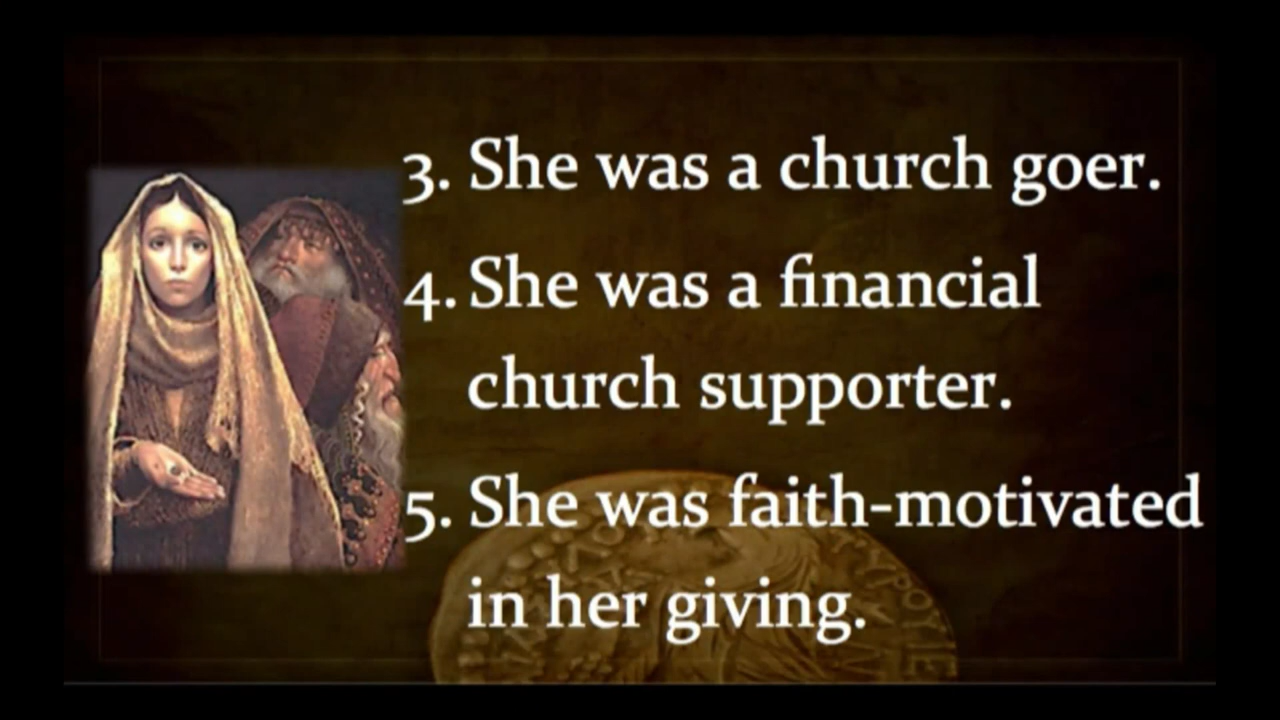 3. She was a church goer.
4. She was a financial
church supporter.
5. She was faith-motivated
in her giving.